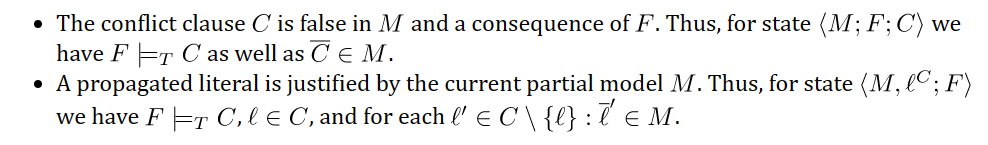 • The conflict clause C is false in M and a consequence of F. Thus, for state ⟨M; F; C⟩ we
have F ⊨_T C as well as C̅ ∈ M.
• A propagated literal is justified by the current partial model M. Thus, for state ⟨M, ℓ^C; F⟩
we have F ⊨_T C, ℓ ∈ C, and for each ℓ′ ∈ C \ {ℓ} : ℓ̅′ ∈ M.